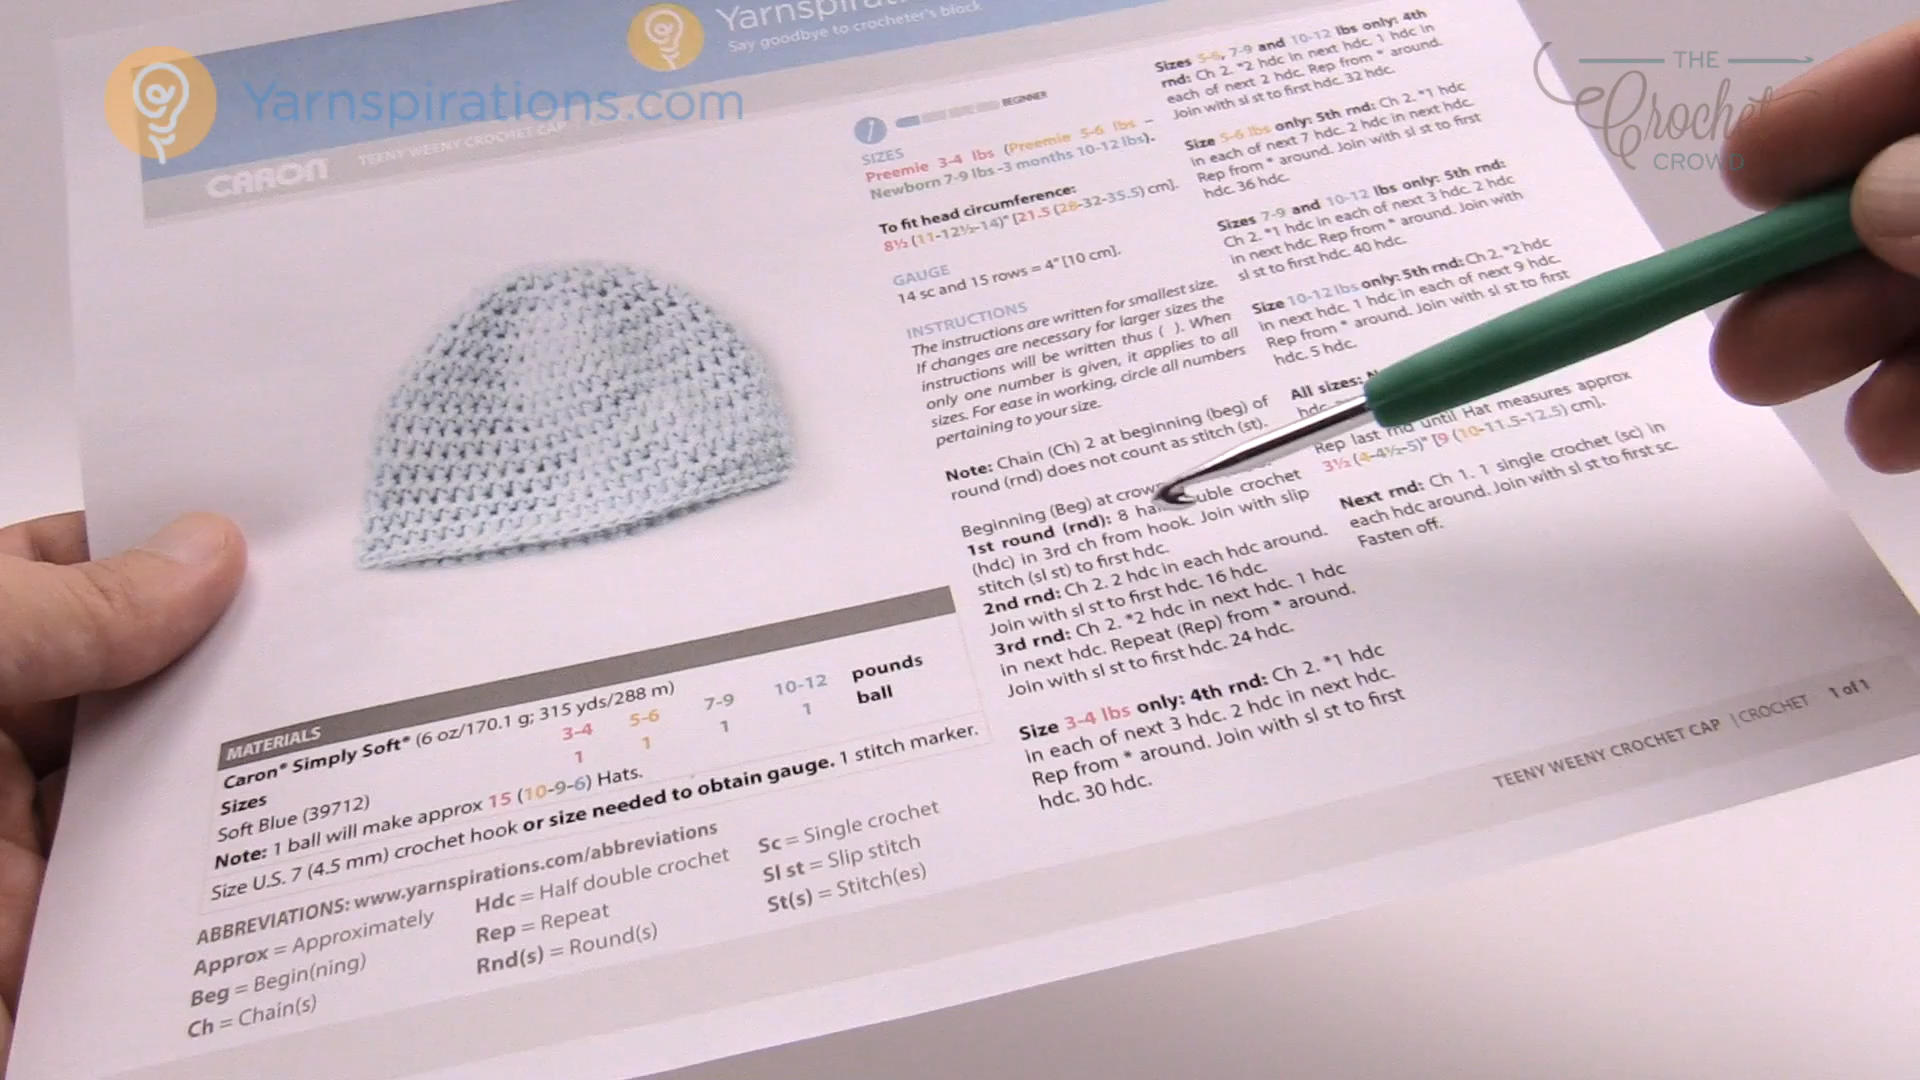 Yarnspirations.com
THE
Crochet
CROWD
Say goodbye to crocheter's block
CARON
TEENY WEENY CROCHET CAP
BEGINNER
SIZES
Preemie 3-4 lbs (Preemie 5-6 lbs –
Newborn 7-9 lbs -3 months 10-12 lbs).
To fit head circumference:
8½ (11-12½-14)" [21.5 (28-32-35.5) cm].
GAUGE
14 sc and 15 rows = 4" [10 cm].
INSTRUCTIONS
The instructions are written for smallest size.
If changes are necessary for larger sizes the
instructions will be written thus ( ). When
only one number is given, it applies to all
sizes. For ease in working, circle all numbers
pertaining to your size.
Note: Chain (Ch) 2 at beginning (beg) of
round (rnd) does not count as stitch (st).
Beginning (Beg) at crown
1st round (rnd): 8 ha uble crochet
(hdc) in 3rd ch from hook. Join with slip
stitch (sl st) to first hdc.
2nd rnd: Ch 2. 2 hdc in each hdc around.
Join with sl st to first hdc. 16 hdc.
3rd rnd: Ch 2. *2 hdc in next hdc. 1 hdc
in next hdc. Repeat (Rep) from * around.
Join with sl st to first hdc. 24 hdc.
Size 3-4 lbs only: 4th rnd: Ch 2. *1 hdc
in each of next 3 hdc. 2 hdc in next hdc.
Rep from * around. Join with sl st to first
hdc. 30 hdc.
Sizes 5-6, 7-9 and 10-12 lbs only: 4th
rnd: Ch 2. *2 hdc in next hdc. 1 hdc in
each of next 2 hdc. Rep from * around.
Join with sl st to first hdc. 32 hdc.
Size 5-6 lbs only: 5th rnd: Ch 2. *1 hdc
in each of next 7 hdc. 2 hdc in next hdc.
Rep from * around. Join with sl st to first
hdc. 36 hdc.
Sizes 7-9 and 10-12 lbs only: 5th rnd:
Ch 2. *1 hdc in each of next 3 hdc. 2 hdc
in next hdc. Rep from * around. Join with
sl st to first hdc. 40 hdc.
Size 10-12 lbs only: 5th rnd: Ch 2. *2 hdc
in next hdc. 1 hdc in each of next 9 hdc.
Rep from * around. Join with sl st to first
hdc. 5 hdc.
All sizes:
hdc
Rep last rnd until Hat measures approx
3½ (4-4½-5)" [9 (10-11.5-12.5) cm].
Next rnd: Ch 1. 1 single crochet (sc) in
each hdc around. Join with sl st to first sc.
Fasten off.
MATERIALS
Caron® Simply Soft® (6 oz/170.1 g; 315 yds/288 m)
Sizes 3-4 5-6 7-9 10-12 pounds
Soft Blue (39712) 1 1 1 1 ball
Note: 1 ball will make approx 15 (10-9-6) Hats.
Size U.S. 7 (4.5 mm) crochet hook or size needed to obtain gauge. 1 stitch marker.
ABBREVIATIONS: www.yarnspirations.com/abbreviations
Approx = Approximately
Beg = Begin(ning)
Ch = Chain(s)
Hdc = Half double crochet
Rep = Repeat
Rnd(s) = Round(s)
Sc = Single crochet
Sl st = Slip stitch
St(s) = Stitch(es)
TEENY WEENY CROCHET CAP | CROCHET 1 of 1